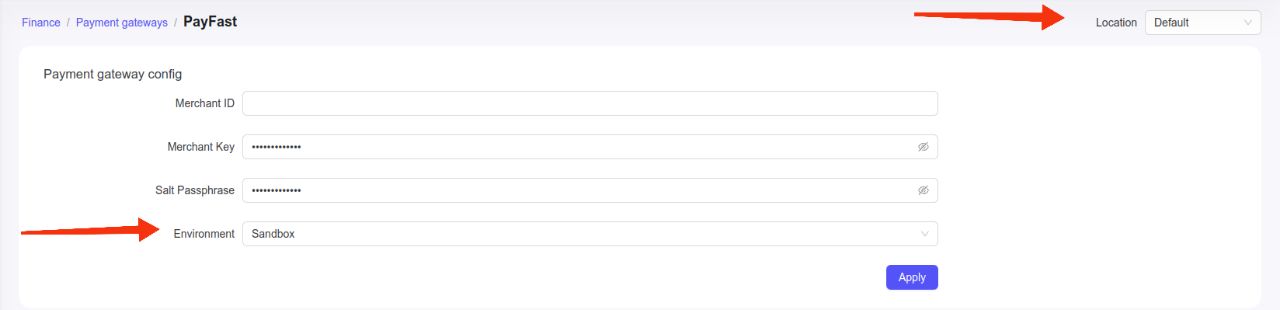 Finance / Payment gateways / PayFast
Location Default
Payment gateway config
Merchant ID
Merchant Key •••••••••••••
Salt Passphrase •••••••••••••
Environment Sandbox
Apply